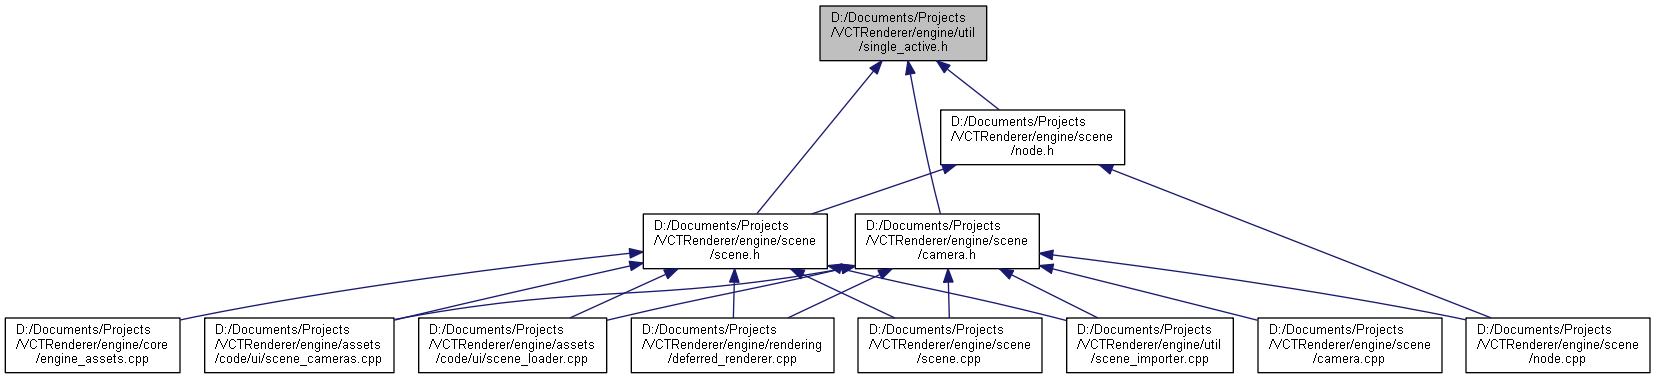 D:/Documents/Projects
/VCTRenderer/engine/util
/single_active.h
D:/Documents/Projects
/VCTRenderer/engine/scene
/node.h
D:/Documents/Projects
/VCTRenderer/engine/scene
/scene.h
D:/Documents/Projects
/VCTRenderer/engine/scene
/camera.h
D:/Documents/Projects
/VCTRenderer/engine/core
/engine_assets.cpp
D:/Documents/Projects
/VCTRenderer/engine/assets
/code/ui/scene_cameras.cpp
D:/Documents/Projects
/VCTRenderer/engine/assets
/code/ui/scene_loader.cpp
D:/Documents/Projects
/VCTRenderer/engine/rendering
/deferred_renderer.cpp
D:/Documents/Projects
/VCTRenderer/engine/scene
/scene.cpp
D:/Documents/Projects
/VCTRenderer/engine/util
/scene_importer.cpp
D:/Documents/Projects
/VCTRenderer/engine/scene
/camera.cpp
D:/Documents/Projects
/VCTRenderer/engine/scene
/node.cpp